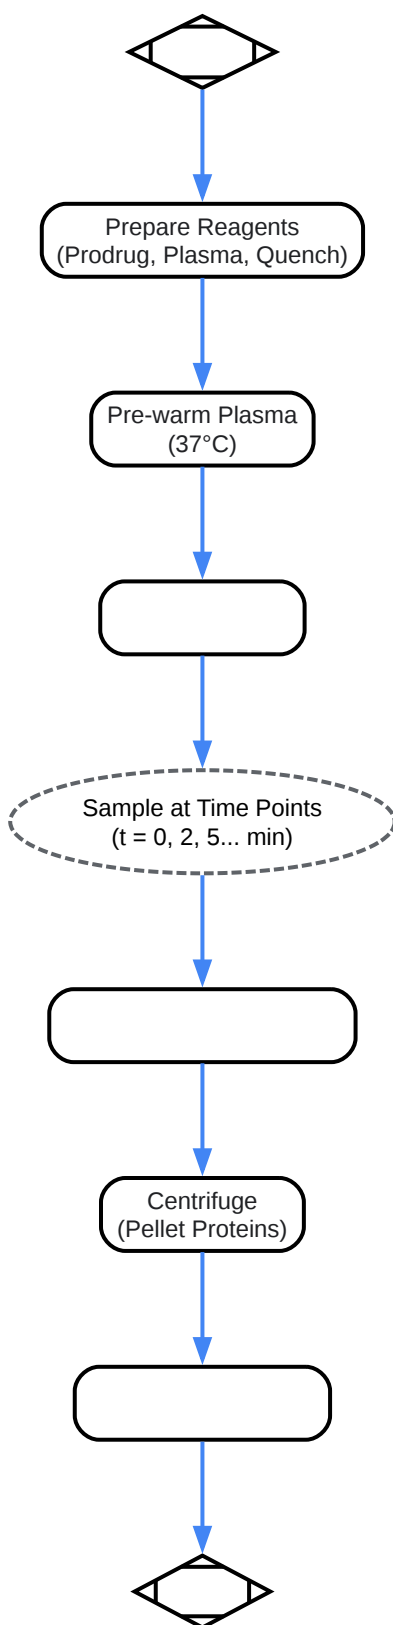 Prepare Reagents
(Prodrug, Plasma, Quench)
Pre-warm Plasma
(37°C)
Sample at Time Points
(t = 0, 2, 5... min)
Centrifuge
(Pellet Proteins)